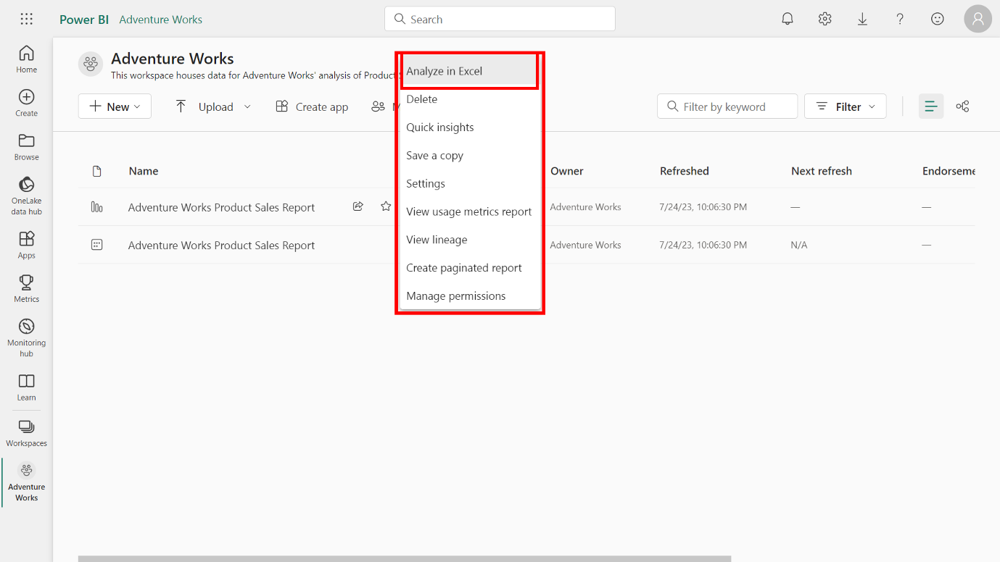 Power BI Adventure Works
Search
Home
Create
Browse
OneLake
data hub
Apps
Metrics
Monitoring
hub
Learn
Workspaces
Adventure
Works
Adventure Works
This workspace houses data for Adventure Works' analysis of Product S
New
Upload
Create app
M
Filter by keyword
Filter
Analyze in Excel
Delete
Quick insights
Save a copy
Settings
View usage metrics report
View lineage
Create paginated report
Manage permissions
Name Owner Refreshed Next refresh Endorseme
Adventure Works Product Sales Report Adventure Works 7/24/23, 10:06:30 PM — —
Adventure Works Product Sales Report Adventure Works 7/24/23, 10:06:30 PM N/A —